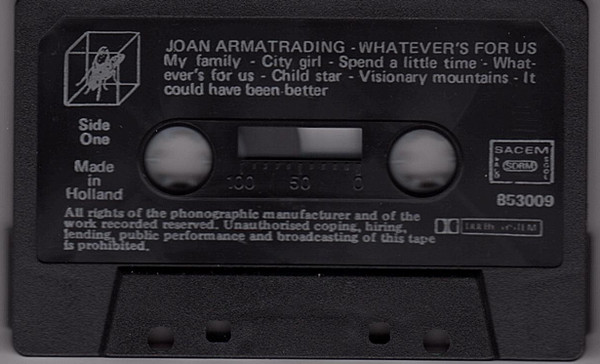 JOAN ARMATRADING - WHATEVER'S FOR US
My family - City girl - Spend a little time - What-
ever's for us - Child star - Visionary mountains - It
could have been better
Side
One
Made
in
Holland
100 50 0
SACEM
SDRM
853009
All rights of the phonographic manufacturer and of the
work recorded reserved. Unauthorised coping, hiring,
lending, public performance and broadcasting of this tape
is prohibited.